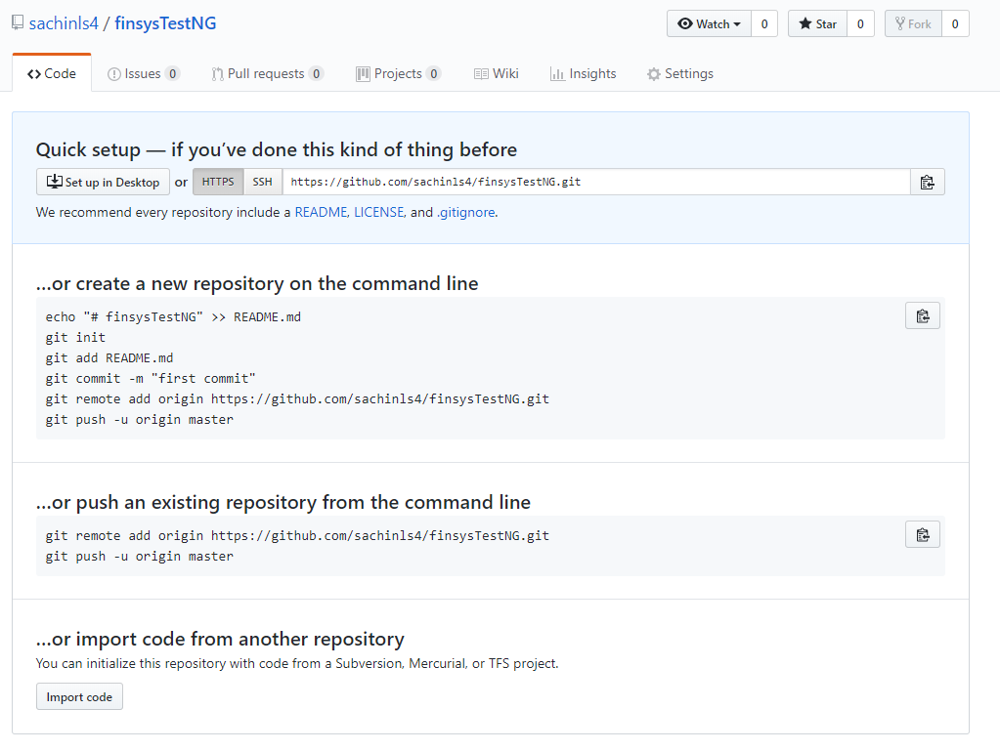 sachinls4 / finsysTestNG
Watch 0 Star 0 Fork 0
Code Issues 0 Pull requests 0 Projects 0 Wiki Insights Settings
Quick setup — if you’ve done this kind of thing before
Set up in Desktop or HTTPS SSH https://github.com/sachinls4/finsysTestNG.git
We recommend every repository include a README, LICENSE, and .gitignore.
…or create a new repository on the command line
echo "# finsysTestNG" >> README.md
git init
git add README.md
git commit -m "first commit"
git remote add origin https://github.com/sachinls4/finsysTestNG.git
git push -u origin master
…or push an existing repository from the command line
git remote add origin https://github.com/sachinls4/finsysTestNG.git
git push -u origin master
…or import code from another repository
You can initialize this repository with code from a Subversion, Mercurial, or TFS project.
Import code